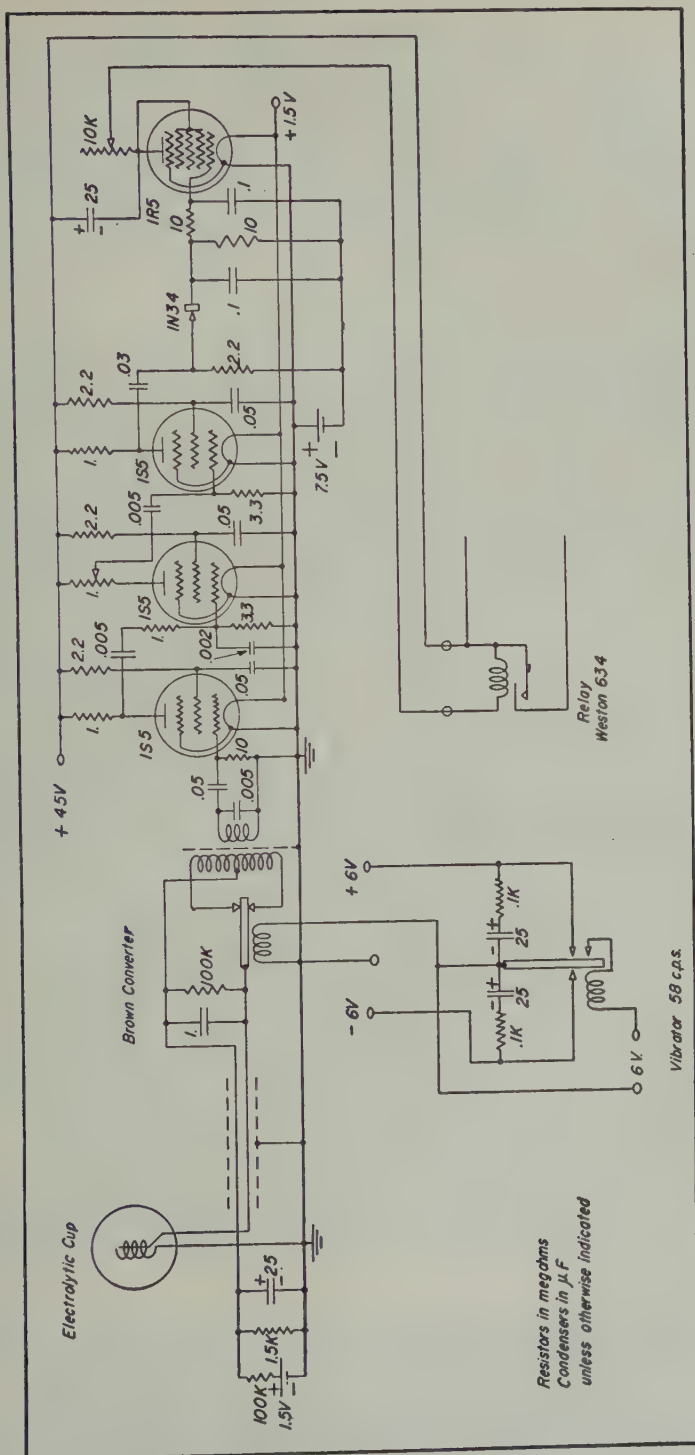 Electrolytic Cup
100K
+
-
1.5V
1.5K
+
-
25
Brown Converter
1.
100K
+ 45V
.05
.005
10
1S5
1.
2.2
.005
.05
.002
1.
3.3
1S5
1.
2.2
.005
.05
3.3
1S5
1.
2.2
.03
.05
2.2
+
7.5V
-
1N34
.1
10
10
.1
1R5
+
-
25
10K
+ 1.5V
- 6V
+ 6V
.1K
-
+
25
-
+
25
.1K
6V.
Vibrator 58 c.p.s.
Relay
Weston 634
Resistors in megohms
Condensers in μF
unless otherwise indicated